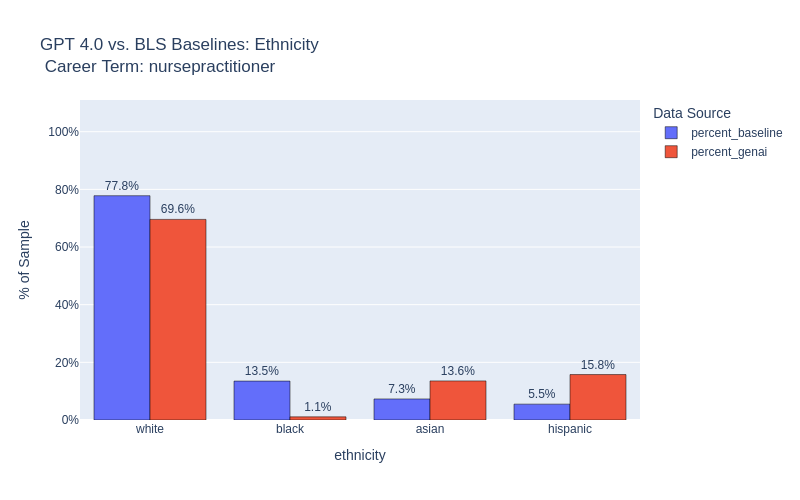 GPT 4.0 vs. BLS Baselines: Ethnicity
Career Term: nursepractitioner
Data Source
percent_baseline
percent_genai
% of Sample
100%
80%
60%
40%
20%
0%
77.8%
69.6%
13.5%
1.1%
7.3%
13.6%
5.5%
15.8%
white
black
asian
hispanic
ethnicity